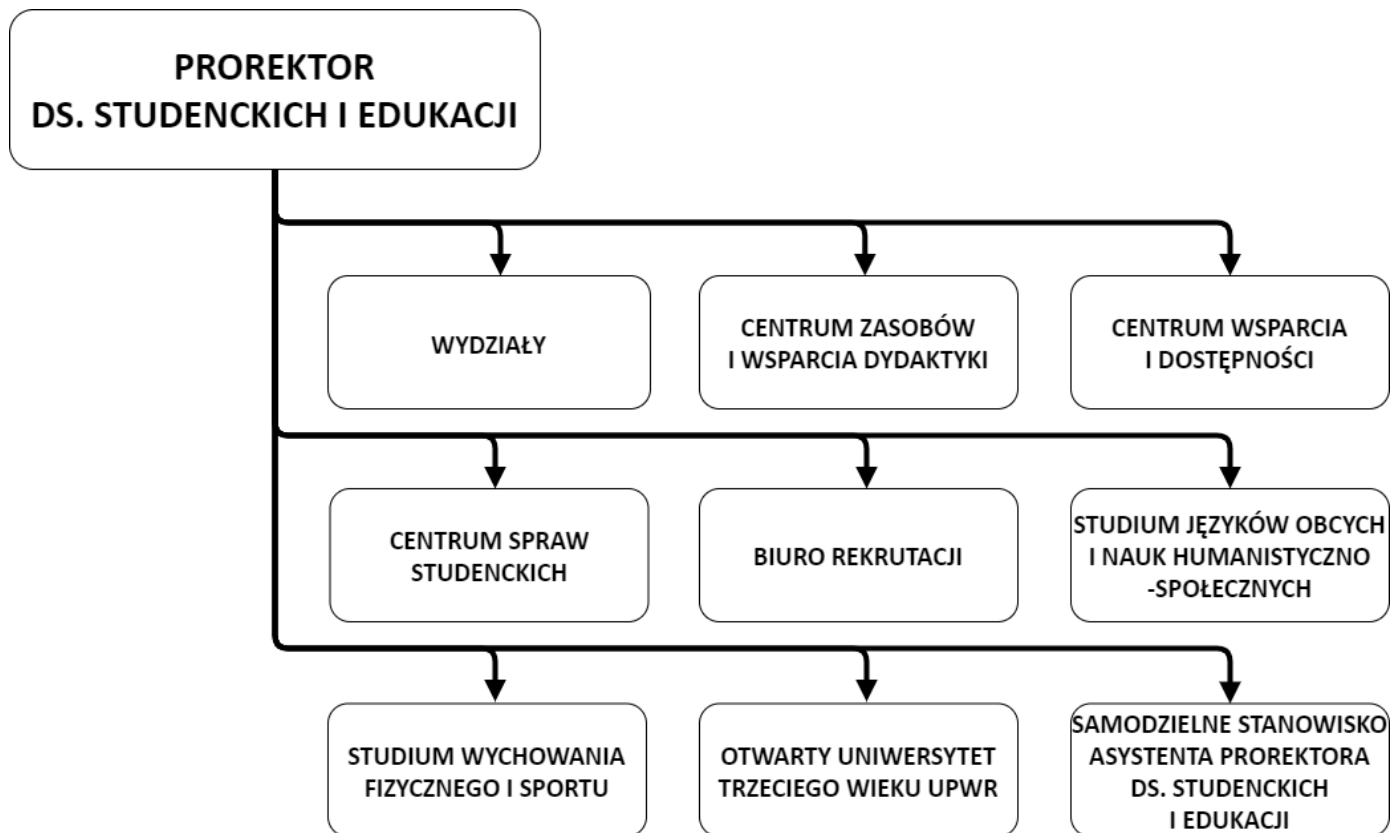 PROREKTOR
DS. STUDENCKICH I EDUKACJI
WYDZIAŁY
CENTRUM ZASOBÓW
I WSPARCIA DYDAKTYKI
CENTRUM WSPARCIA
I DOSTĘPNOŚCI
CENTRUM SPRAW
STUDENCKICH
BIURO REKRUTACJI
STUDIUM JĘZYKÓW OBCYCH
I NAUK HUMANISTYCZNO
-SPOŁECZNYCH
STUDIUM WYCHOWANIA
FIZYCZNEGO I SPORTU
OTWARTY UNIWERSYTET
TRZECIEGO WIEKU UPWR
SAMODZIELNE STANOWISKO
ASYSTENTA PROREKTORA
DS. STUDENCKICH
I EDUKACJI